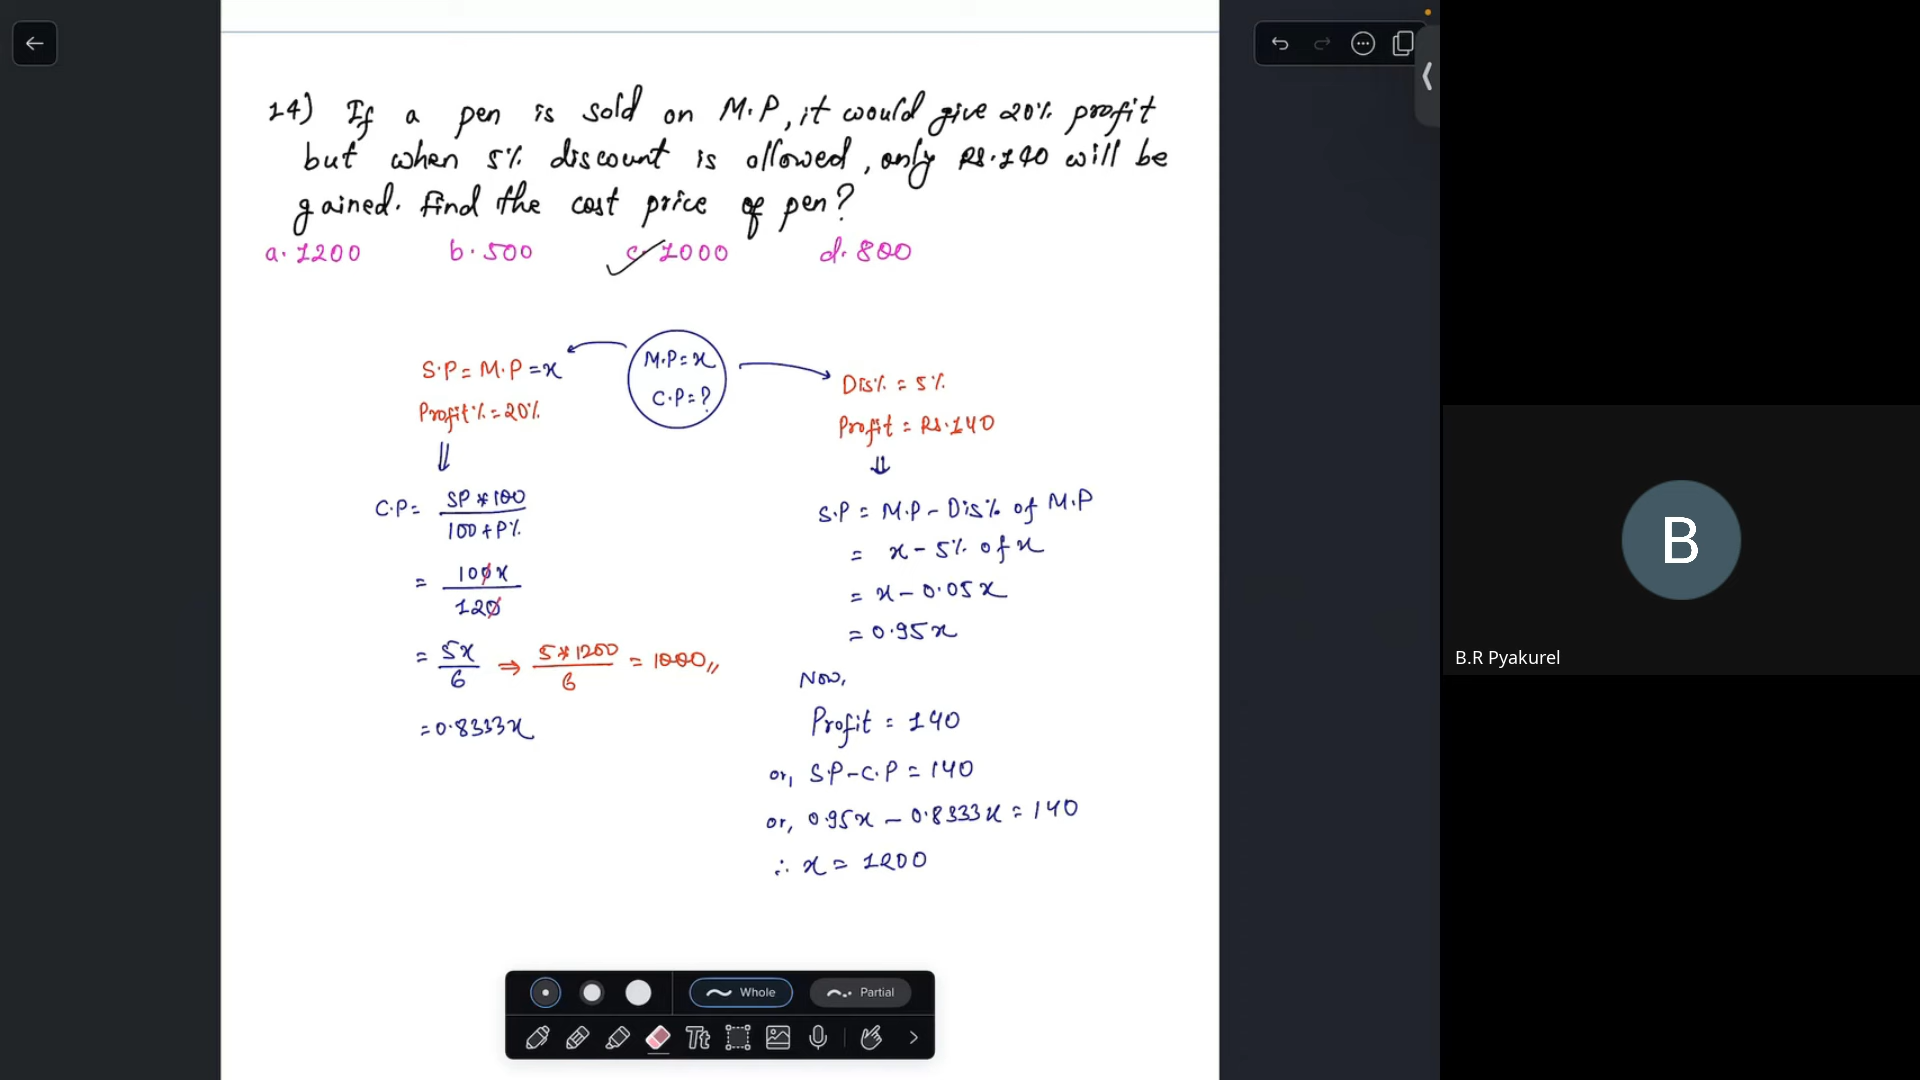 14) If a pen is sold on M.P, it would give 20% profit
but when 5% discount is allowed, only Rs.140 will be
gained. Find the cost price of pen?
a. 1200 b. 500 c. 1000 d. 800
M.P = x
C.P = ?
S.P = M.P = x
Profit% = 20%
⇓
C.P = SP * 100 / 100 + P%
= 100x / 120
= 5x / 6 ⇒ 5 * 1200 / 6 = 1000,,
= 0.8333x
Dis% = 5%
Profit = Rs.140
⇓
S.P = M.P - Dis% of M.P
= x - 5% of x
= x - 0.05x
= 0.95x
Now,
Profit = 140
or, S.P - C.P = 140
or, 0.95x - 0.8333x = 140
∴ x = 1200
Whole Partial
Tt
B
B.R Pyakurel